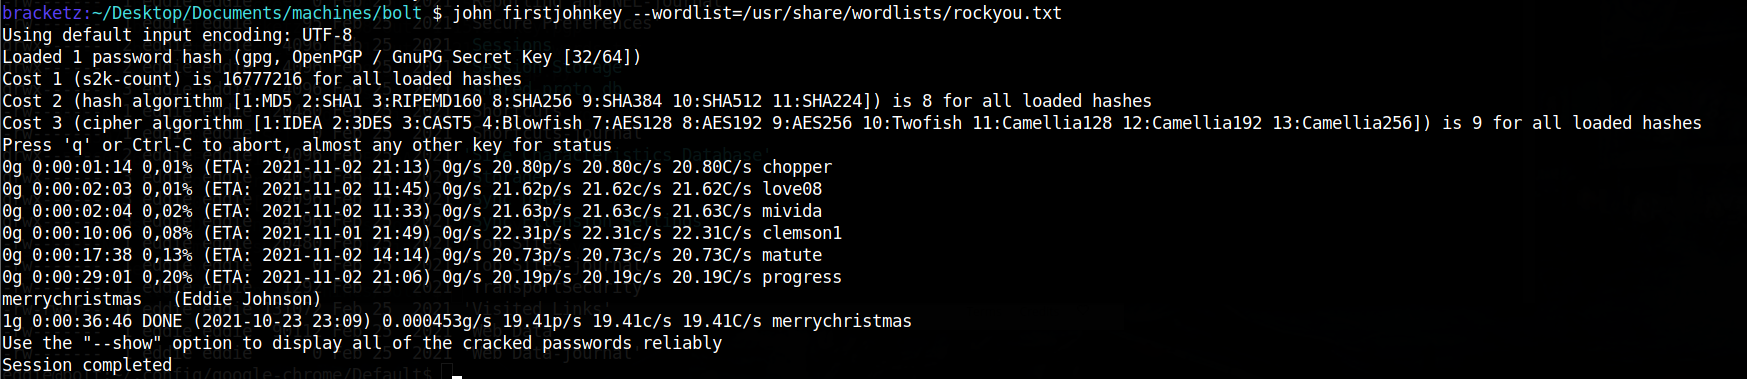 bracketz:~/Desktop/Documents/machines/bolt $ john firstjohnkey --wordlist=/usr/share/wordlists/rockyou.txt
Using default input encoding: UTF-8
Loaded 1 password hash (gpg, OpenPGP / GnuPG Secret Key [32/64])
Cost 1 (s2k-count) is 16777216 for all loaded hashes
Cost 2 (hash algorithm [1:MD5 2:SHA1 3:RIPEMD160 8:SHA256 9:SHA384 10:SHA512 11:SHA224]) is 8 for all loaded hashes
Cost 3 (cipher algorithm [1:IDEA 2:3DES 3:CAST5 4:Blowfish 7:AES128 8:AES192 9:AES256 10:Twofish 11:Camellia128 12:Camellia192 13:Camellia256]) is 9 for all loaded hashes
Press 'q' or Ctrl-C to abort, almost any other key for status
0g 0:00:01:14 0,01% (ETA: 2021-11-02 21:13) 0g/s 20.80p/s 20.80c/s 20.80C/s chopper
0g 0:00:02:03 0,01% (ETA: 2021-11-02 11:45) 0g/s 21.62p/s 21.62c/s 21.62C/s love08
0g 0:00:02:04 0,02% (ETA: 2021-11-02 11:33) 0g/s 21.63p/s 21.63c/s 21.63C/s mivida
0g 0:00:10:06 0,08% (ETA: 2021-11-01 21:49) 0g/s 22.31p/s 22.31c/s 22.31C/s clemson1
0g 0:00:17:38 0,13% (ETA: 2021-11-02 14:14) 0g/s 20.73p/s 20.73c/s 20.73C/s matute
0g 0:00:29:01 0,20% (ETA: 2021-11-02 21:06) 0g/s 20.19p/s 20.19c/s 20.19C/s progress
merrychristmas   (Eddie Johnson)
1g 0:00:36:46 DONE (2021-10-23 23:09) 0.000453g/s 19.41p/s 19.41c/s 19.41C/s merrychristmas
Use the "--show" option to display all of the cracked passwords reliably
Session completed